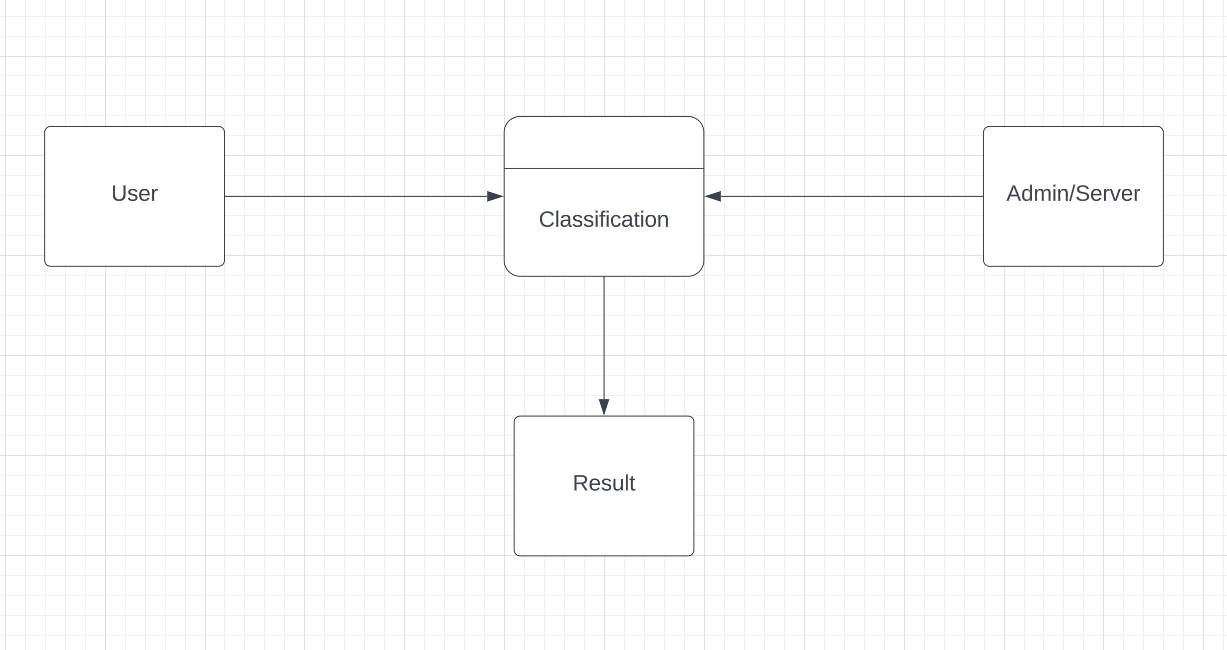 User
Classification
Admin/Server
Result